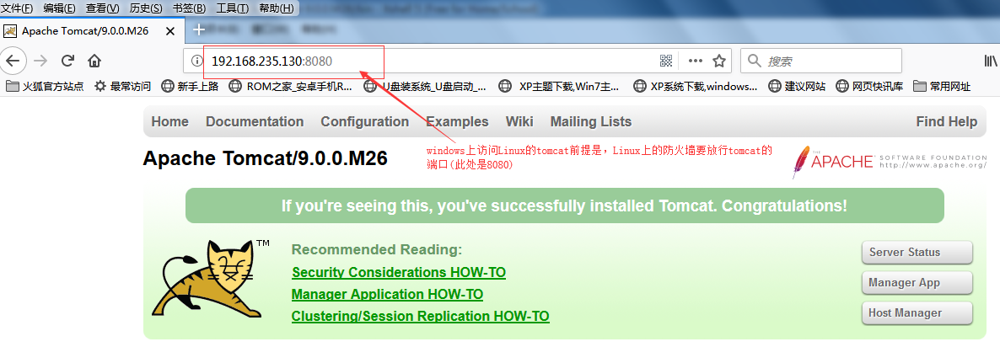 文件(F) 编辑(E) 查看(V) 历史(S) 书签(B) 工具(T) 帮助(H)
Apache Tomcat/9.0.0.M26
192.168.235.130:8080
搜索
火狐官方站点 最常访问 新手上路 ROM之家_安卓手机R... U盘装系统_U盘启动_... XP主题下载,Win7主... XP系统下载,windows... 建议网站 网页快讯库 常用网址
Home Documentation Configuration Examples Wiki Mailing Lists Find Help
Apache Tomcat/9.0.0.M26
windows上访问Linux的tomcat前提是，Linux上的防火墙要放行tomcat的
端口(此处是8080)
THE
APACHE
SOFTWARE FOUNDATION
http://www.apache.org/
If you're seeing this, you've successfully installed Tomcat. Congratulations!
TM
Recommended Reading:
Security Considerations HOW-TO
Manager Application HOW-TO
Clustering/Session Replication HOW-TO
Server Status
Manager App
Host Manager